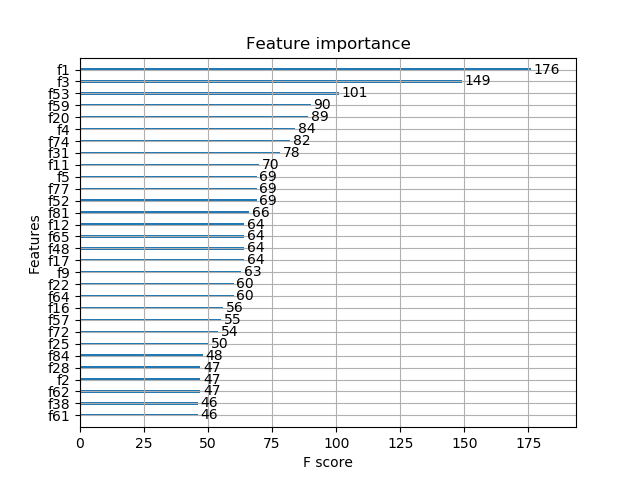 Feature importance
f1 176
f3 149
f53 101
f59 90
f20 89
f4 84
f74 82
f31 78
f11 70
f5 69
f77 69
f52 69
f81 66
f12 64
f65 64
f48 64
f17 64
f9 63
f22 60
f64 60
f16 56
f57 55
f72 54
f25 50
f84 48
f28 47
f2 47
f62 47
f38 46
f61 46
Features
0 25 50 75 100 125 150 175
F score